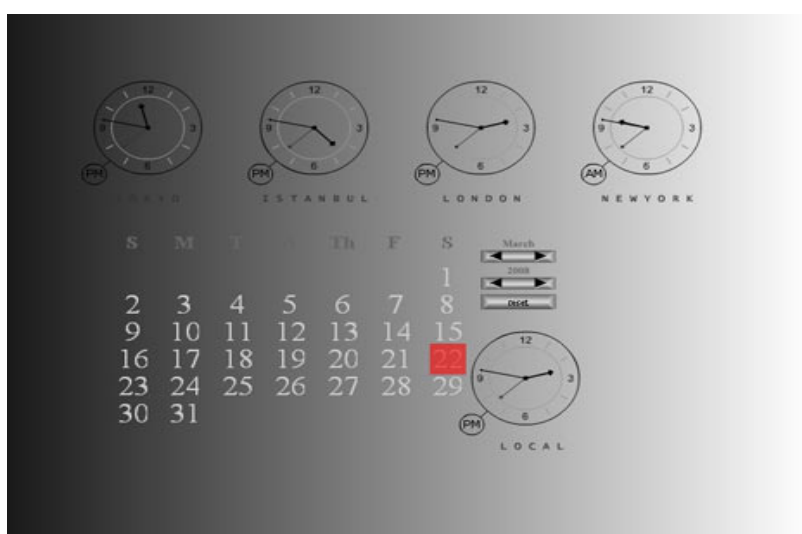 12 12 12 12
9 3 9 3 9 3 9 3
6 6 6 6
PM PM PM AM
TOKYO ISTANBUL LONDON NEWYORK
S M T Th F S
March
1
2008
2 3 4 5 6 7 8
9 10 11 12 13 14 15
12
16 17 18 19 20 21 22
9 3
23 24 25 26 27 28 29
30 31
6
PM
LOCAL